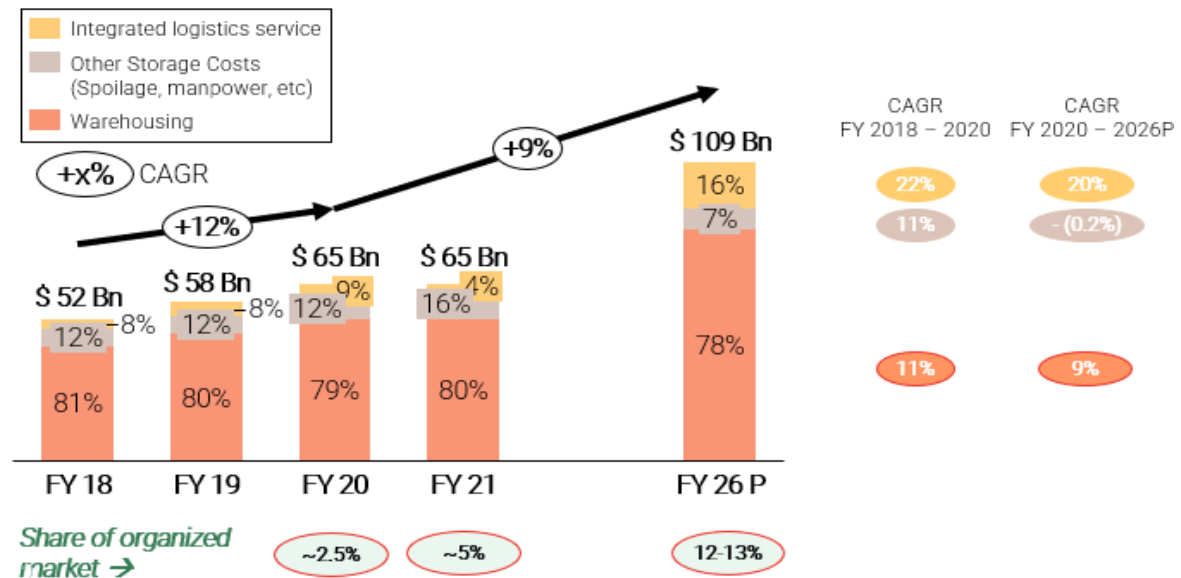 Integrated logistics service
Other Storage Costs
(Spoilage, manpower, etc)
Warehousing
+x% CAGR
+12%
+9%
$ 52 Bn
8%
12%
81%
$ 58 Bn
8%
12%
80%
$ 65 Bn
9%
12%
79%
$ 65 Bn
4%
16%
80%
$ 109 Bn
16%
7%
78%
FY 18
FY 19
FY 20
FY 21
FY 26 P
CAGR
FY 2018 – 2020
CAGR
FY 2020 – 2026P
22%
20%
11%
- (0.2%)
11%
9%
Share of organized
market →
~2.5%
~5%
12-13%